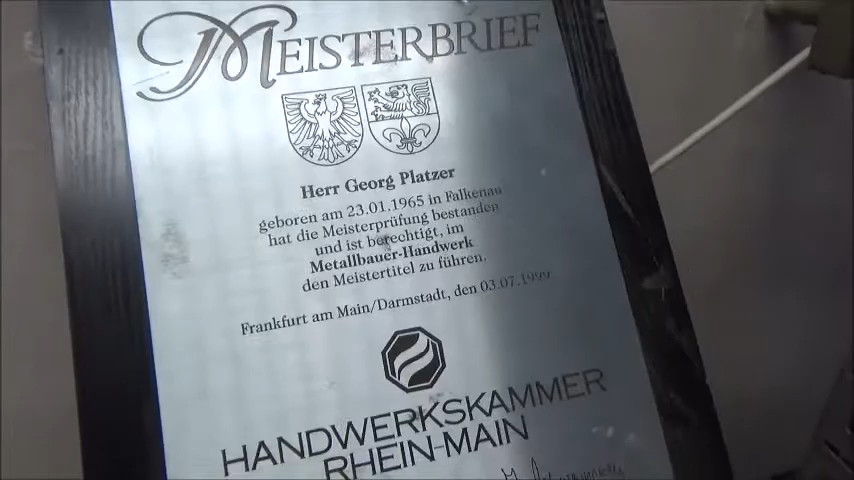 MEISTERBRIEF
Herr Georg Platzer
geboren am 23.01.1965 in Falkenau
hat die Meisterprüfung bestanden
und ist berechtigt, im
Metallbauer-Handwerk
den Meistertitel zu führen.
Frankfurt am Main/Darmstadt, den 03.07.1999
HANDWERKSKAMMER
RHEIN-MAIN